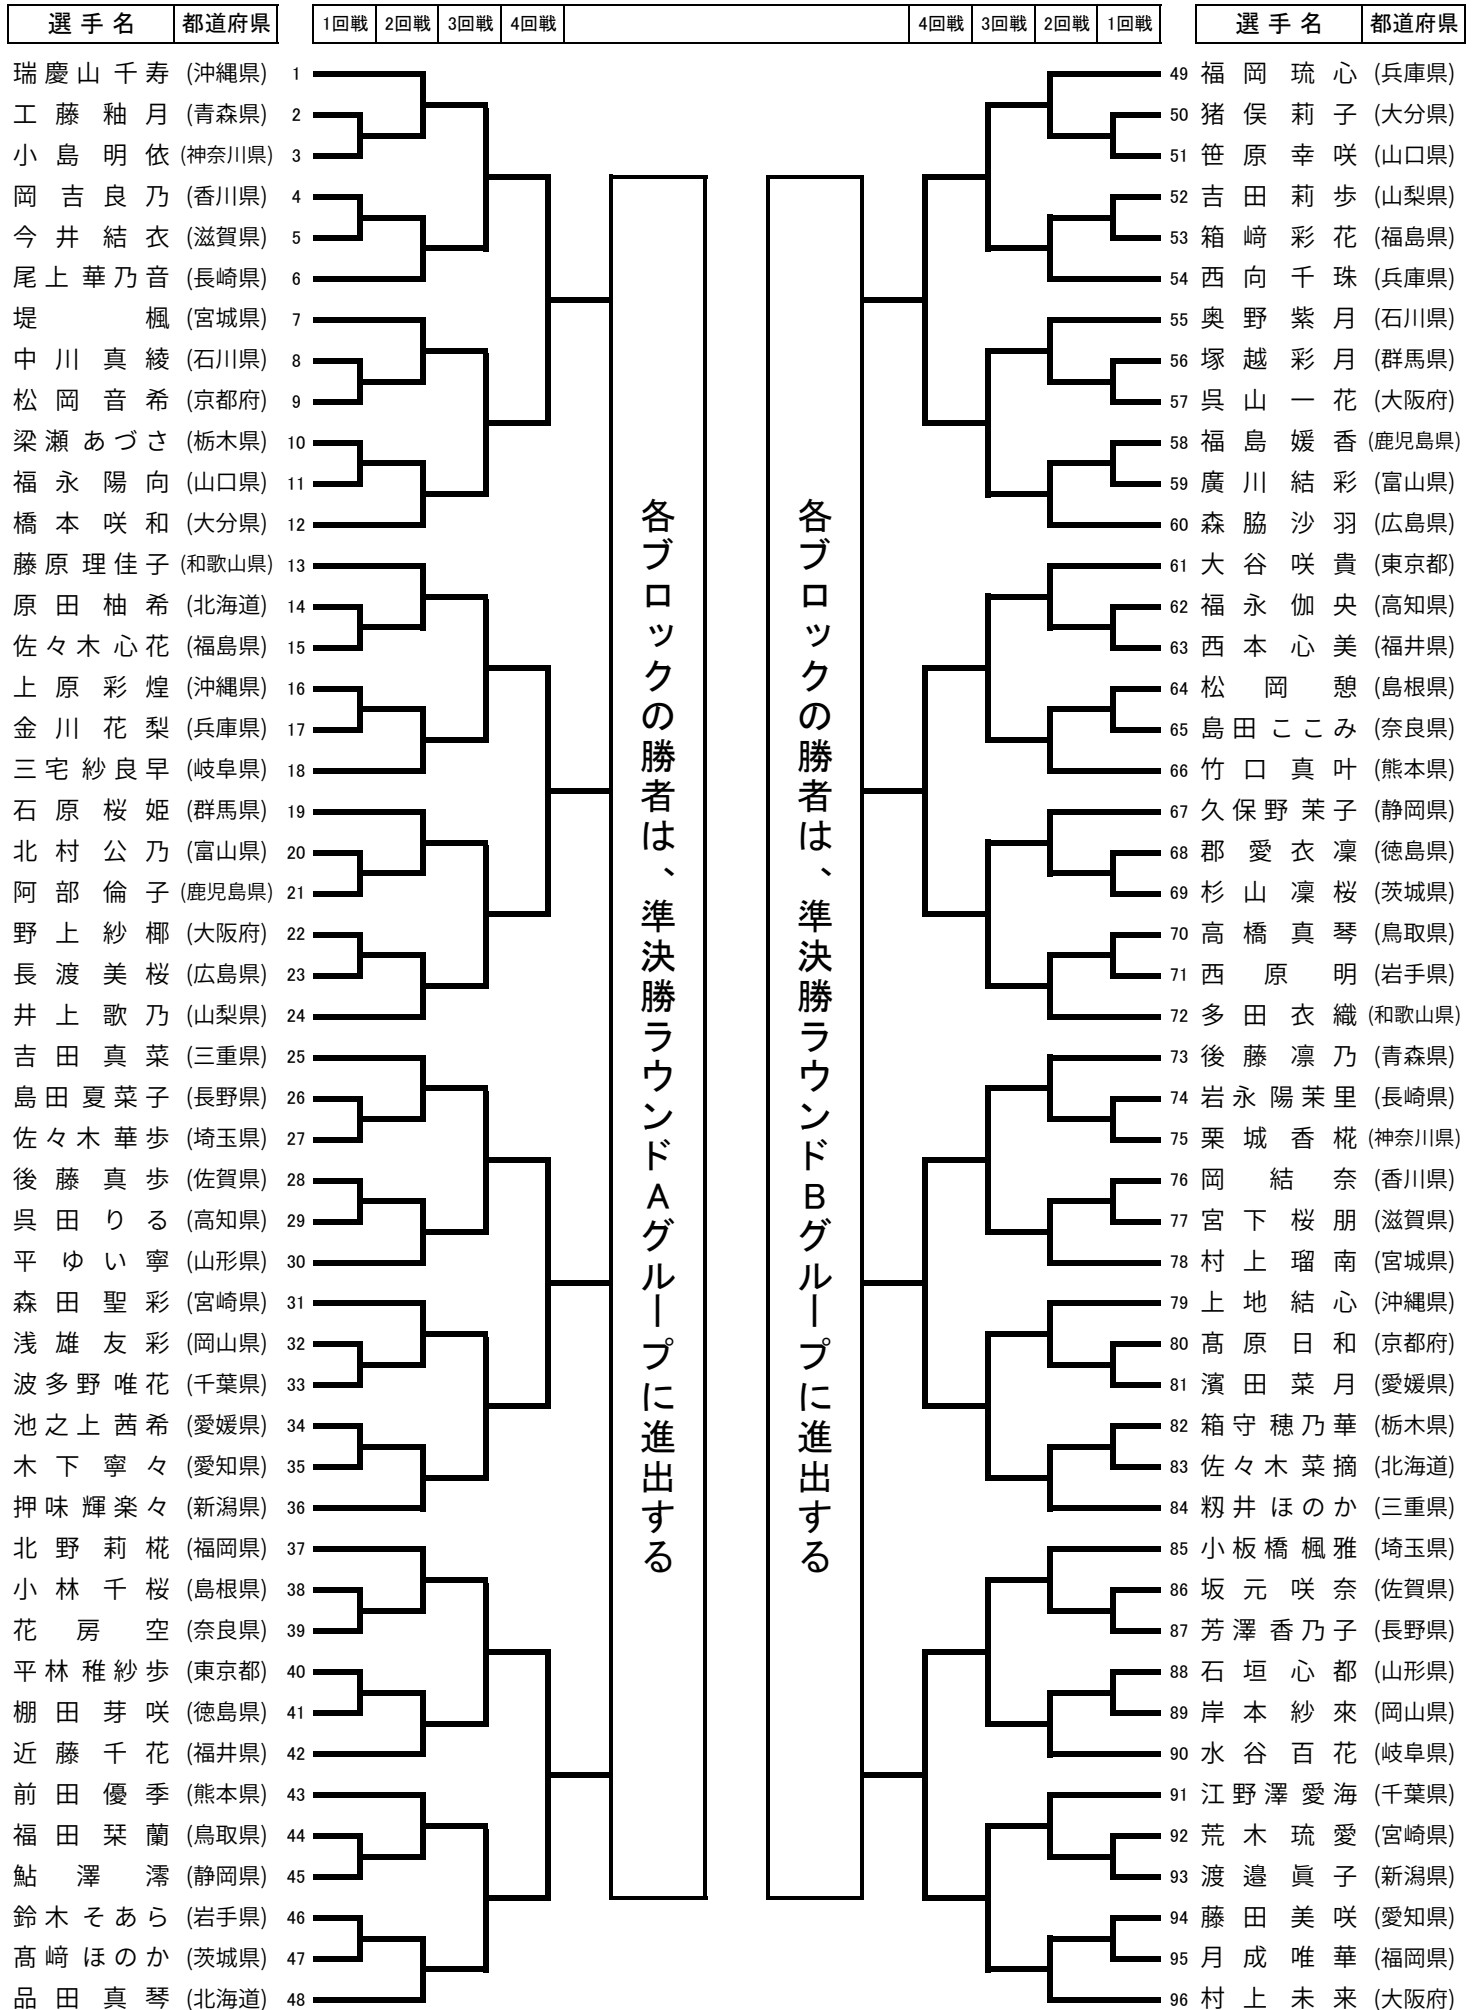 選手名 都道府県 1回戦 2回戦 3回戦 4回戦 4回戦 3回戦 2回戦 1回戦 選手名 都道府県
瑞慶山千寿 (沖縄県) 1
工藤釉月 (青森県) 2
小島明依 (神奈川県) 3
岡吉良乃 (香川県) 4
今井結衣 (滋賀県) 5
尾上華乃音 (長崎県) 6
堤楓 (宮城県) 7
中川真綾 (石川県) 8
松岡音希 (京都府) 9
梁瀬あづさ (栃木県) 10
福永陽向 (山口県) 11
橋本咲和 (大分県) 12
藤原理佳子 (和歌山県) 13
原田柚希 (北海道) 14
佐々木心花 (福島県) 15
上原彩煌 (沖縄県) 16
金川花梨 (兵庫県) 17
三宅紗良早 (岐阜県) 18
石原桜姫 (群馬県) 19
北村公乃 (富山県) 20
阿部倫子 (鹿児島県) 21
野上紗椰 (大阪府) 22
長渡美桜 (広島県) 23
井上歌乃 (山梨県) 24
吉田真菜 (三重県) 25
島田夏菜子 (長野県) 26
佐々木華歩 (埼玉県) 27
後藤真歩 (佐賀県) 28
呉田りる (高知県) 29
平ゆい寧 (山形県) 30
森田聖彩 (宮崎県) 31
浅雄友彩 (岡山県) 32
波多野唯花 (千葉県) 33
池之上茜希 (愛媛県) 34
木下寧々 (愛知県) 35
押味輝楽々 (新潟県) 36
北野莉椛 (福岡県) 37
小林千桜 (島根県) 38
花房空 (奈良県) 39
平林稚紗歩 (東京都) 40
棚田芽咲 (徳島県) 41
近藤千花 (福井県) 42
前田優季 (熊本県) 43
福田栞蘭 (鳥取県) 44
鮎澤澪 (静岡県) 45
鈴木そあら (岩手県) 46
髙﨑ほのか (茨城県) 47
品田真琴 (北海道) 48
各ブロックの勝者は、準決勝ラウンドAグループに進出する
各ブロックの勝者は、準決勝ラウンドBグループに進出する
49 福岡琉心 (兵庫県)
50 猪俣莉子 (大分県)
51 笹原幸咲 (山口県)
52 吉田莉歩 (山梨県)
53 箱﨑彩花 (福島県)
54 西向千珠 (兵庫県)
55 奥野紫月 (石川県)
56 塚越彩月 (群馬県)
57 呉山一花 (大阪府)
58 福島媛香 (鹿児島県)
59 廣川結彩 (富山県)
60 森脇沙羽 (広島県)
61 大谷咲貴 (東京都)
62 福永伽央 (高知県)
63 西本心美 (福井県)
64 松岡憩 (島根県)
65 島田ここみ (奈良県)
66 竹口真叶 (熊本県)
67 久保野茉子 (静岡県)
68 郡愛衣凜 (徳島県)
69 杉山凜桜 (茨城県)
70 高橋真琴 (鳥取県)
71 西原明 (岩手県)
72 多田衣織 (和歌山県)
73 後藤凛乃 (青森県)
74 岩永陽茉里 (長崎県)
75 栗城香椛 (神奈川県)
76 岡結奈 (香川県)
77 宮下桜朋 (滋賀県)
78 村上瑠南 (宮城県)
79 上地結心 (沖縄県)
80 髙原日和 (京都府)
81 濱田菜月 (愛媛県)
82 箱守穂乃華 (栃木県)
83 佐々木菜摘 (北海道)
84 籾井ほのか (三重県)
85 小板橋楓雅 (埼玉県)
86 坂元咲奈 (佐賀県)
87 芳澤香乃子 (長野県)
88 石垣心都 (山形県)
89 岸本紗來 (岡山県)
90 水谷百花 (岐阜県)
91 江野澤愛海 (千葉県)
92 荒木琉愛 (宮崎県)
93 渡邉眞子 (新潟県)
94 藤田美咲 (愛知県)
95 月成唯華 (福岡県)
96 村上未来 (大阪府)